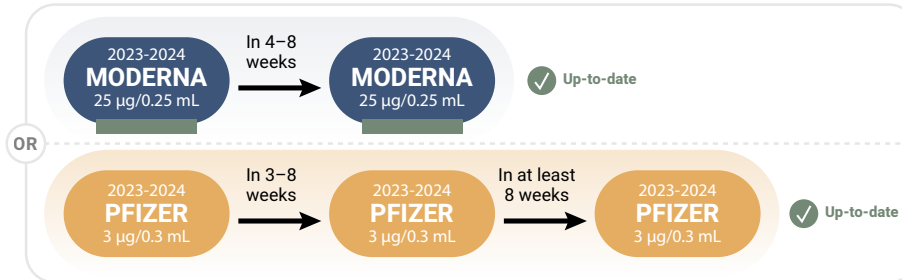 2023-2024
MODERNA
25 µg/0.25 mL
In 4–8
weeks
2023-2024
MODERNA
25 µg/0.25 mL
Up-to-date
OR
2023-2024
PFIZER
3 µg/0.3 mL
In 3–8
weeks
2023-2024
PFIZER
3 µg/0.3 mL
In at least
8 weeks
2023-2024
PFIZER
3 µg/0.3 mL
Up-to-date